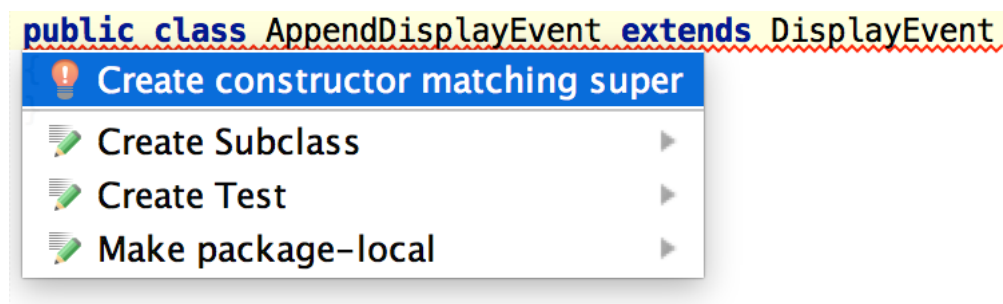 public class AppendDisplayEvent extends DisplayEvent
Create constructor matching super
Create Subclass
Create Test
Make package-local